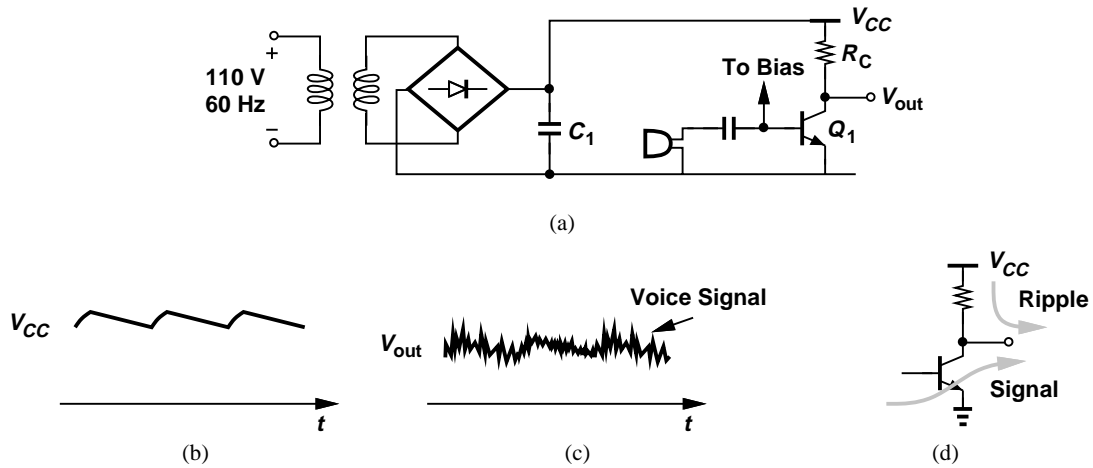 V_CC
R_C
To Bias
110 V
60 Hz
+
−
V_out
C_1
Q_1
(a)
V_CC
t
(b)
Voice Signal
V_out
t
(c)
V_CC
Ripple
Signal
(d)